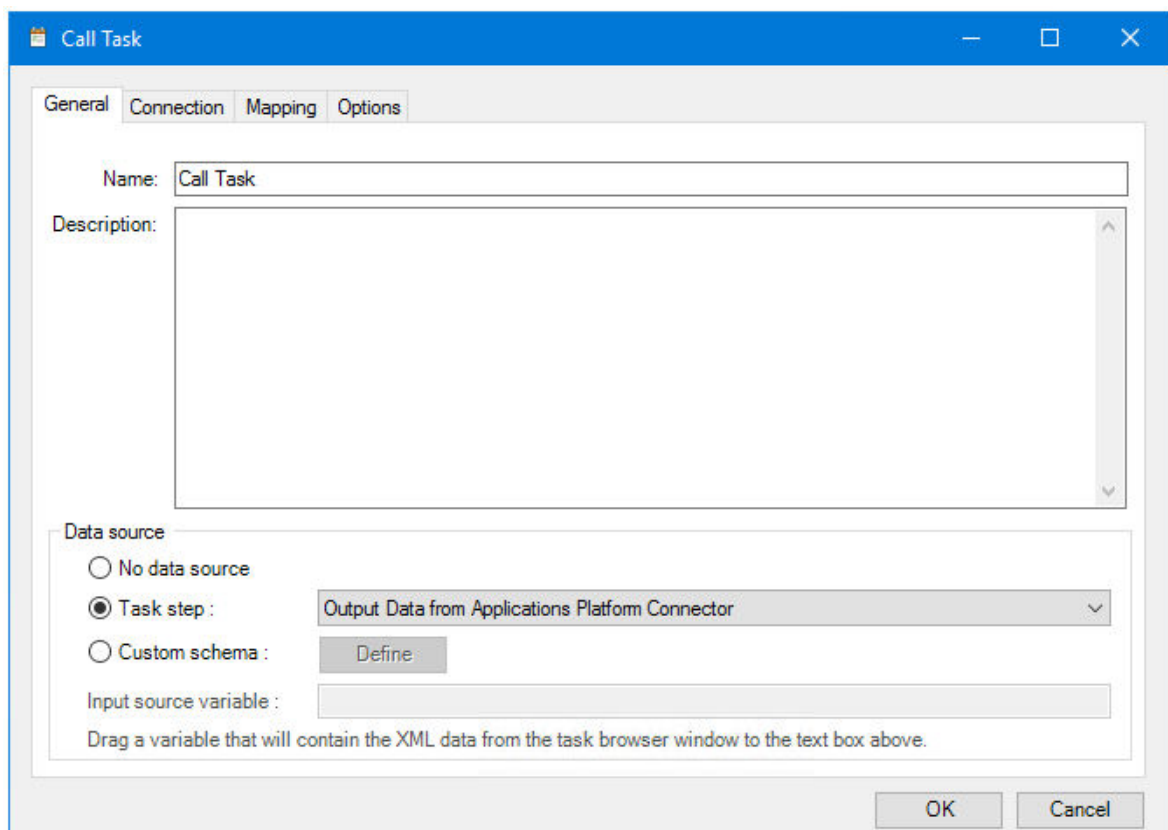 Call Task
General Connection Mapping Options
Name: Call Task
Description:
Data source
No data source
Task step : Output Data from Applications Platform Connector
Custom schema : Define
Input source variable :
Drag a variable that will contain the XML data from the task browser window to the text box above.
OK Cancel